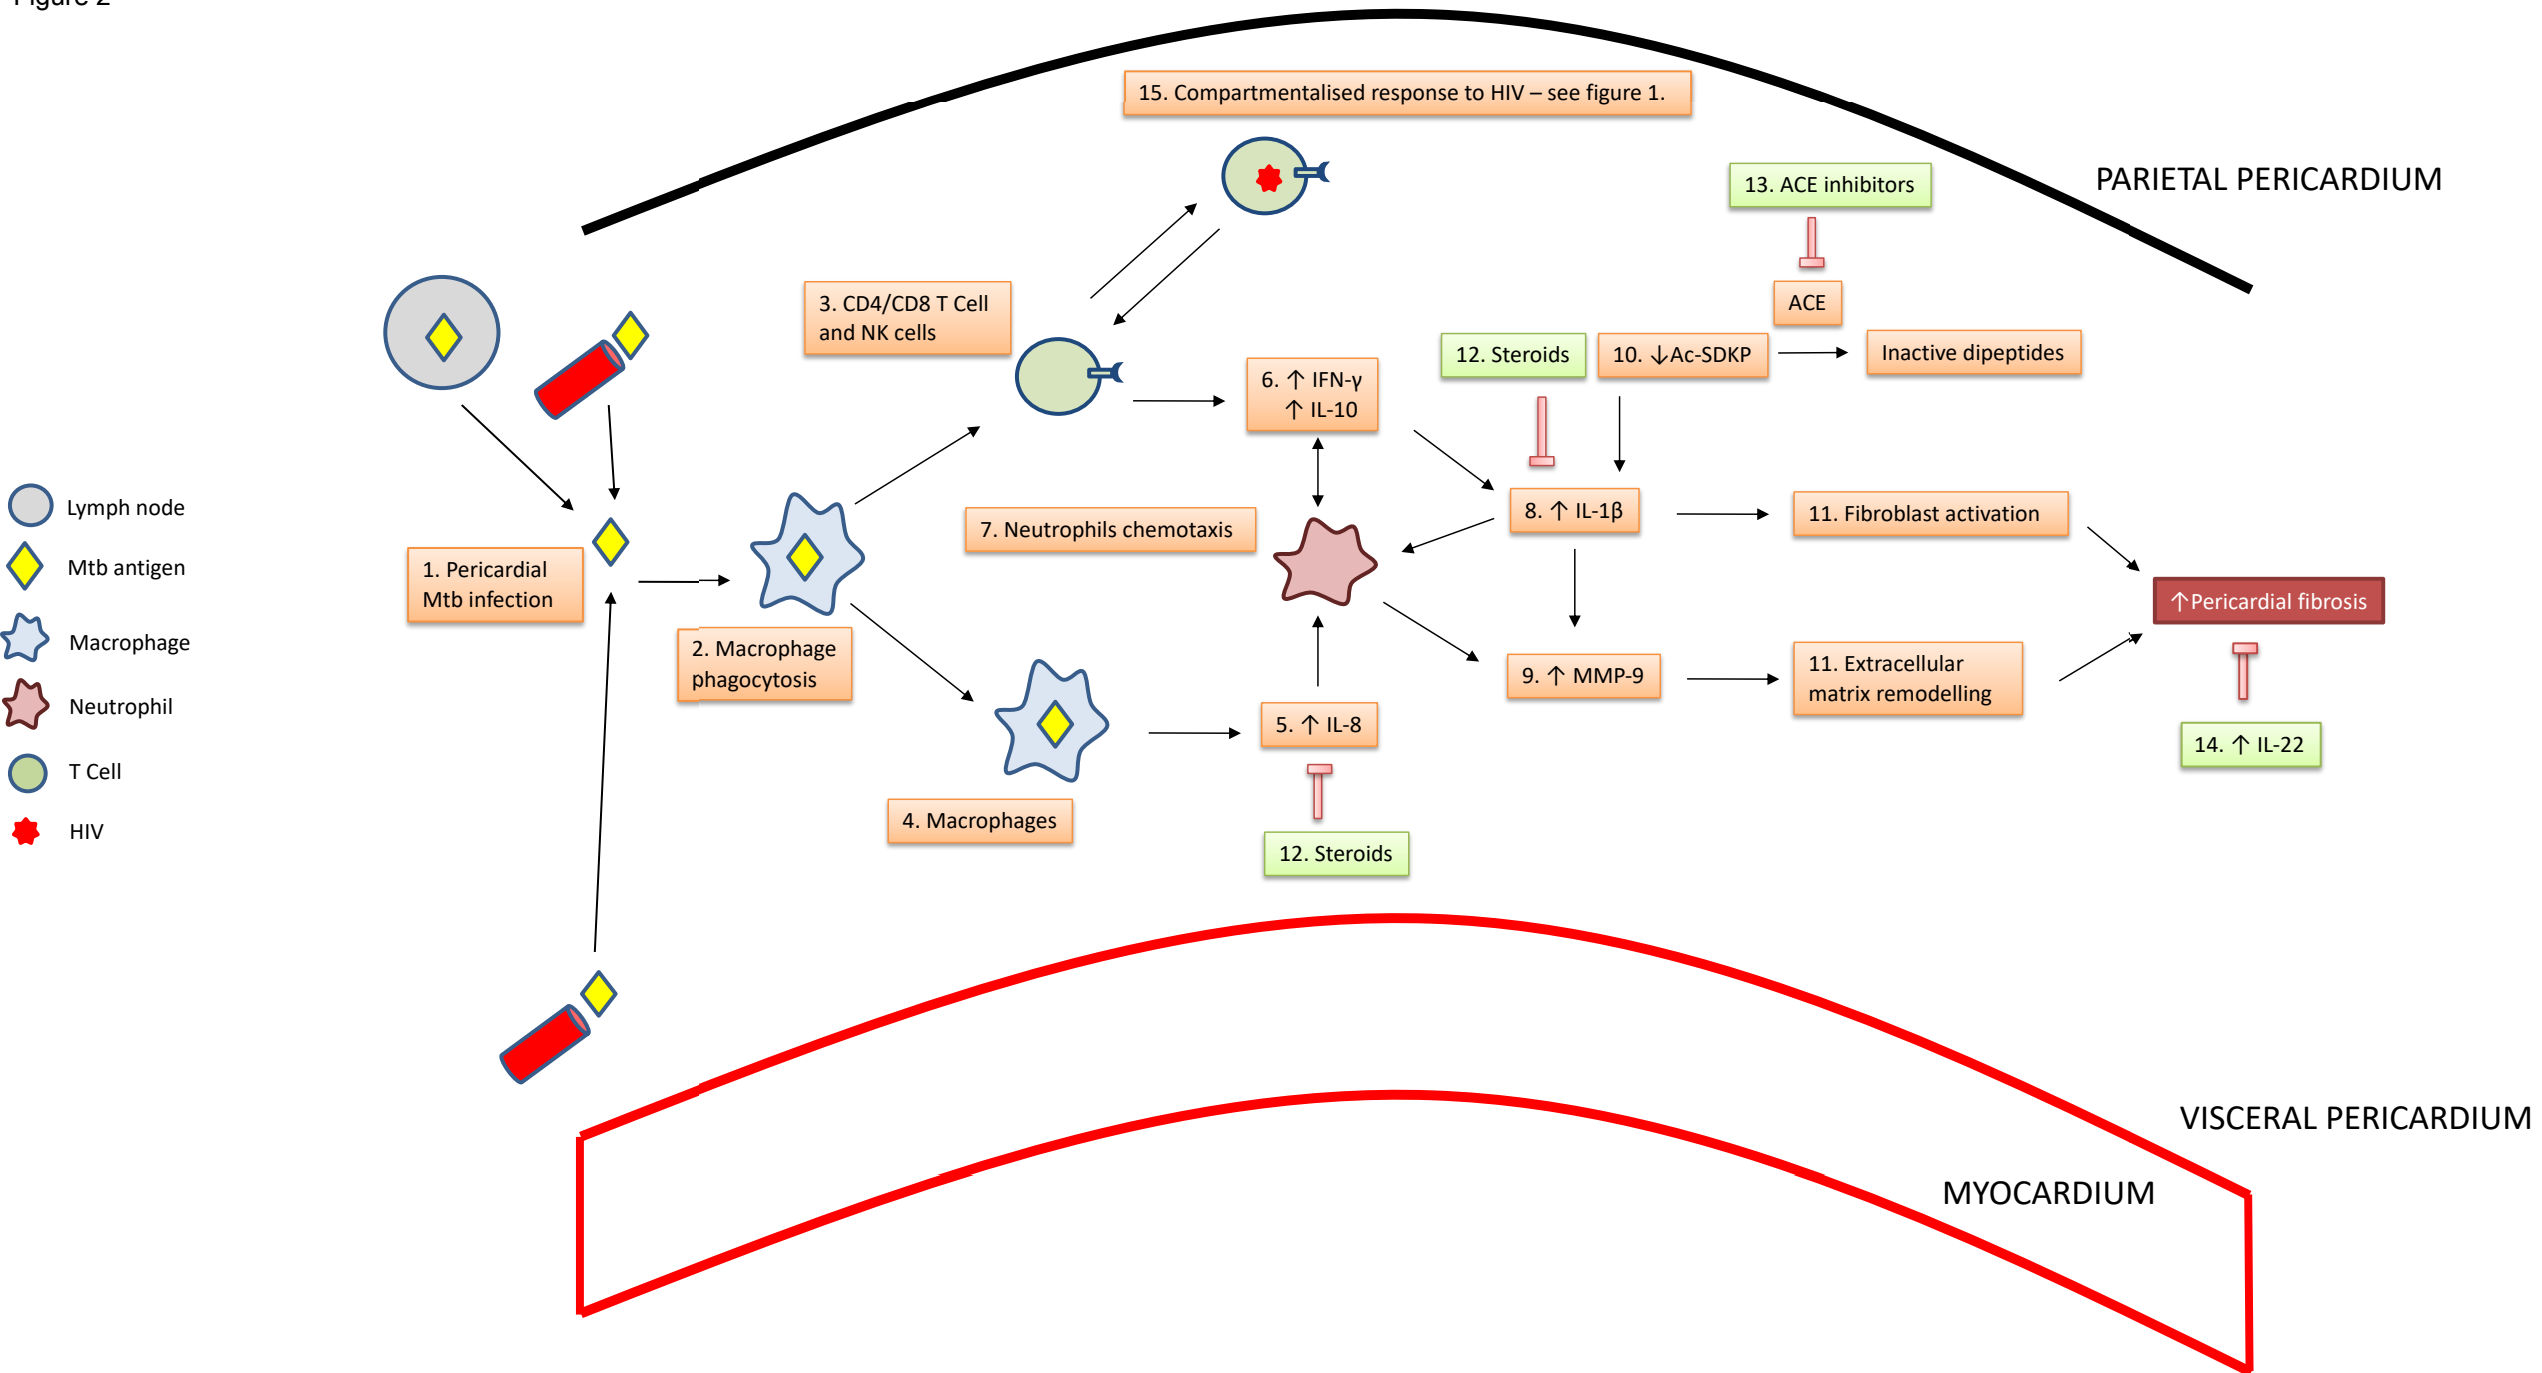 Figure 2
15. Compartmentalised response to HIV – see figure 1.
PARIETAL PERICARDIUM
13. ACE inhibitors
ACE
3. CD4/CD8 T Cell
and NK cells
12. Steroids
10. ↓Ac-SDKP
Inactive dipeptides
6. ↑ IFN-γ
↑ IL-10
Lymph node
Mtb antigen
Macrophage
Neutrophil
T Cell
HIV
1. Pericardial
Mtb infection
7. Neutrophils chemotaxis
8. ↑ IL-1β
11. Fibroblast activation
↑Pericardial fibrosis
2. Macrophage
phagocytosis
9. ↑ MMP-9
11. Extracellular
matrix remodelling
5. ↑ IL-8
14. ↑ IL-22
4. Macrophages
12. Steroids
VISCERAL PERICARDIUM
MYOCARDIUM